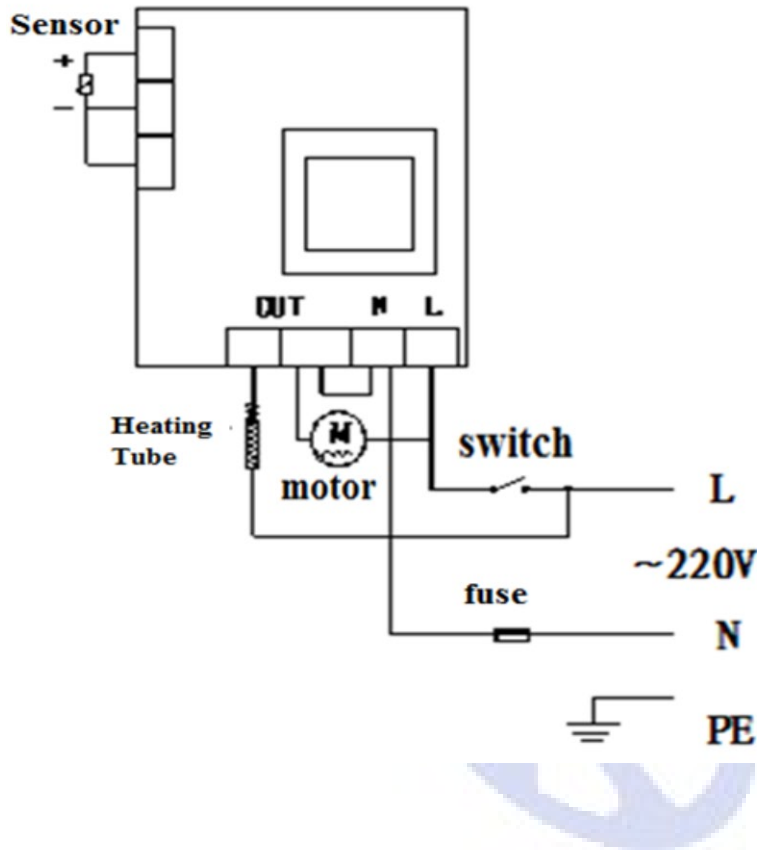 Sensor
+
−
OUT N L
Heating
Tube
M
motor
switch
L
~220V
fuse
N
PE